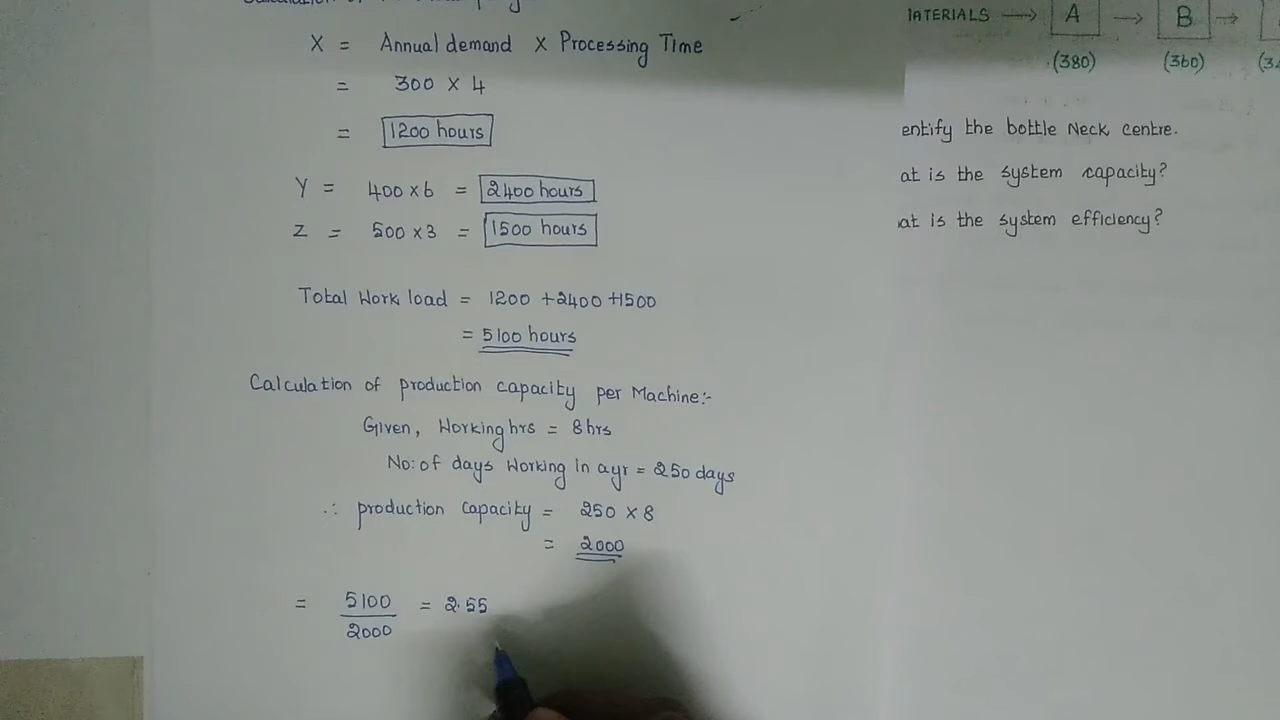 X = Annual demand X Processing Time
= 300 X 4
= 1200 hours
Y = 400 x 6 = 2400 hours
Z = 500 x 3 = 1500 hours
Total Work load = 1200 +2400 +1500
= 5100 hours
Calculation of production capacity per Machine:-
Given, Working hrs = 8 hrs
No: of days Working in a yr = 250 days
∴ production capacity = 250 x 8
= 2000
= 5100/2000 = 2.55
IATERIALS → A → B →
(380) (360) (34
entify the bottle Neck centre.
at is the system capacity?
at is the system efficiency?